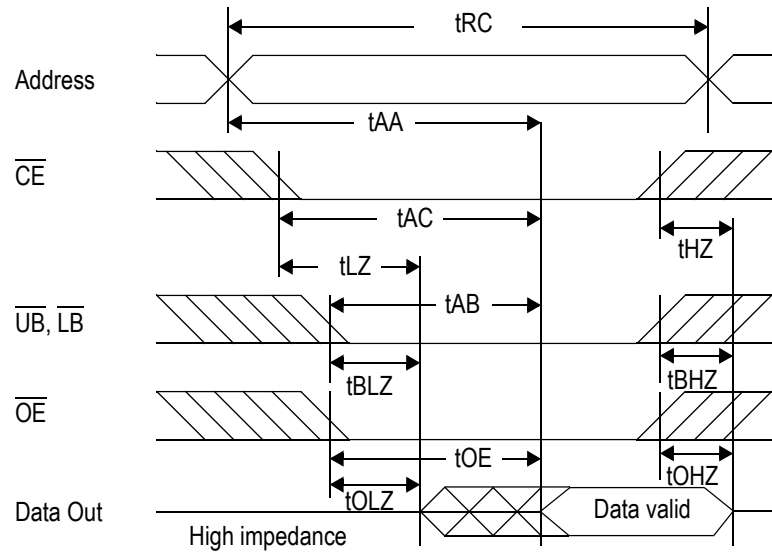 tRC
Address
tAA
CE
tAC
tHZ
tLZ
tAB
UB, LB
tBLZ
tBHZ
OE
tOE
tOHZ
tOLZ
Data Out
Data valid
High impedance